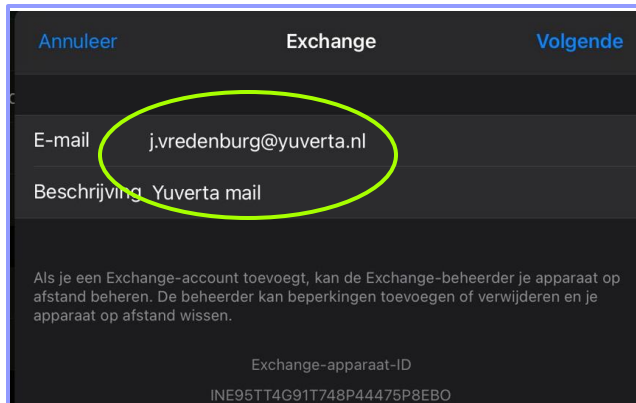 Annuleer Exchange Volgende
E-mail j.vredenburg@yuverta.nl
Beschrijving Yuverta mail
Als je een Exchange-account toevoegt, kan de Exchange-beheerder je apparaat op
afstand beheren. De beheerder kan beperkingen toevoegen of verwijderen en je
apparaat op afstand wissen.
Exchange-apparaat-ID
INE95TT4G91T748P44475P8EBO